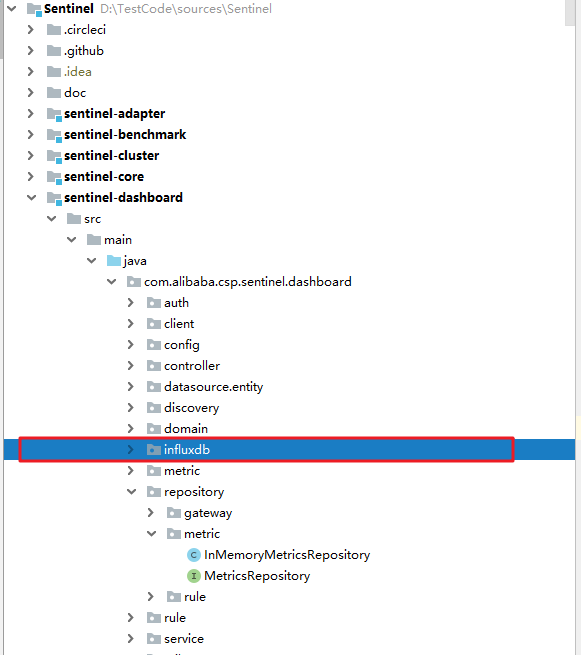 Sentinel D:\TestCode\sources\Sentinel
.circleci
.github
.idea
doc
sentinel-adapter
sentinel-benchmark
sentinel-cluster
sentinel-core
sentinel-dashboard
src
main
java
com.alibaba.csp.sentinel.dashboard
auth
client
config
controller
datasource.entity
discovery
domain
influxdb
metric
repository
gateway
metric
C InMemoryMetricsRepository
I MetricsRepository
rule
rule
service